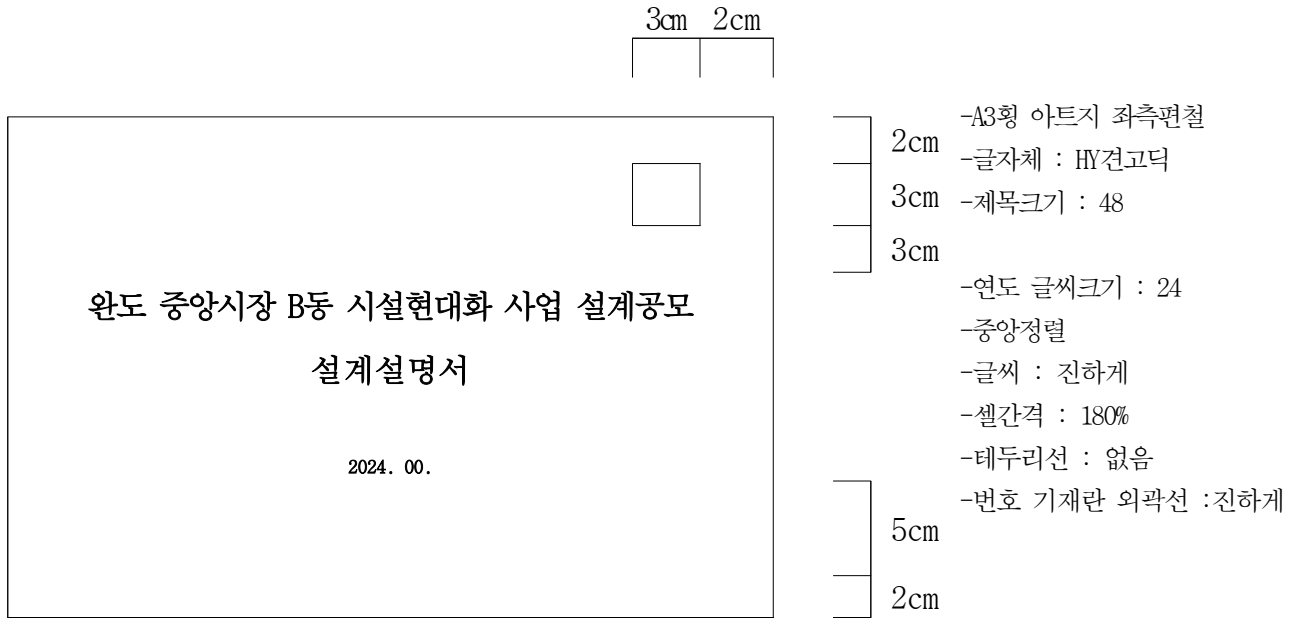 3㎝ 2㎝
-A3횡 아트지 좌측편철
2㎝
-글자체 : HY견고딕
3㎝
-제목크기 : 48
3㎝
-연도 글씨크기 : 24
완도 중앙시장 B동 시설현대화 사업 설계공모
-중앙정렬
설계설명서
-글씨 : 진하게
-셀간격 : 180%
2024. 00.
-테두리선 : 없음
-번호 기재란 외곽선 :진하게
5㎝
2㎝